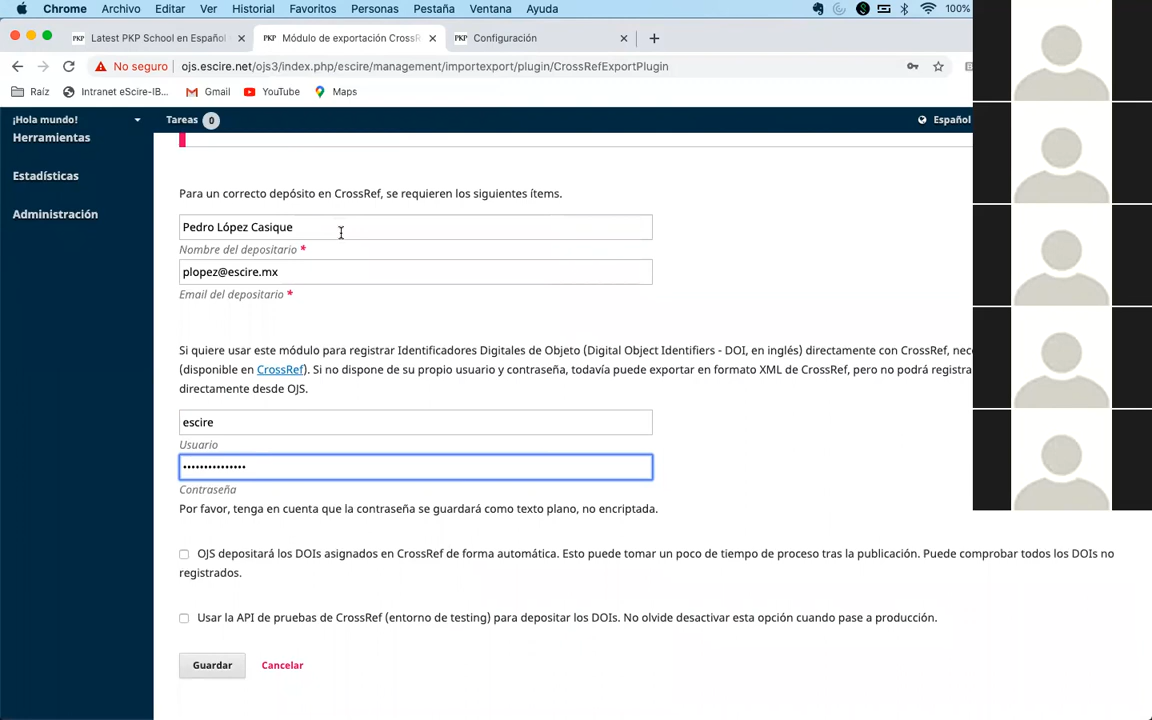 Chrome Archivo Editar Ver Historial Favoritos Personas Pestaña Ventana Ayuda 100%
PKP Latest PKP School en Español PKP Módulo de exportación CrossR PKP Configuración
No seguro ojs.escire.net/ojs3/index.php/escire/management/importexport/plugin/CrossRefExportPlugin
Raíz Intranet eScire-IB... Gmail YouTube Maps
¡Hola mundo! Tareas 0 Español
Herramientas
Estadísticas
Administración
Para un correcto depósito en CrossRef, se requieren los siguientes ítems.
Pedro López Casique
Nombre del depositario *
plopez@escire.mx
Email del depositario *
Si quiere usar este módulo para registrar Identificadores Digitales de Objeto (Digital Object Identifiers - DOI, en inglés) directamente con CrossRef, nec
(disponible en CrossRef). Si no dispone de su propio usuario y contraseña, todavía puede exportar en formato XML de CrossRef, pero no podrá registra
directamente desde OJS.
escire
Usuario
•••••••••••••••
Contraseña
Por favor, tenga en cuenta que la contraseña se guardará como texto plano, no encriptada.
OJS depositará los DOIs asignados en CrossRef de forma automática. Esto puede tomar un poco de tiempo de proceso tras la publicación. Puede comprobar todos los DOIs no
registrados.
Usar la API de pruebas de CrossRef (entorno de testing) para depositar los DOIs. No olvide desactivar esta opción cuando pase a producción.
Guardar Cancelar